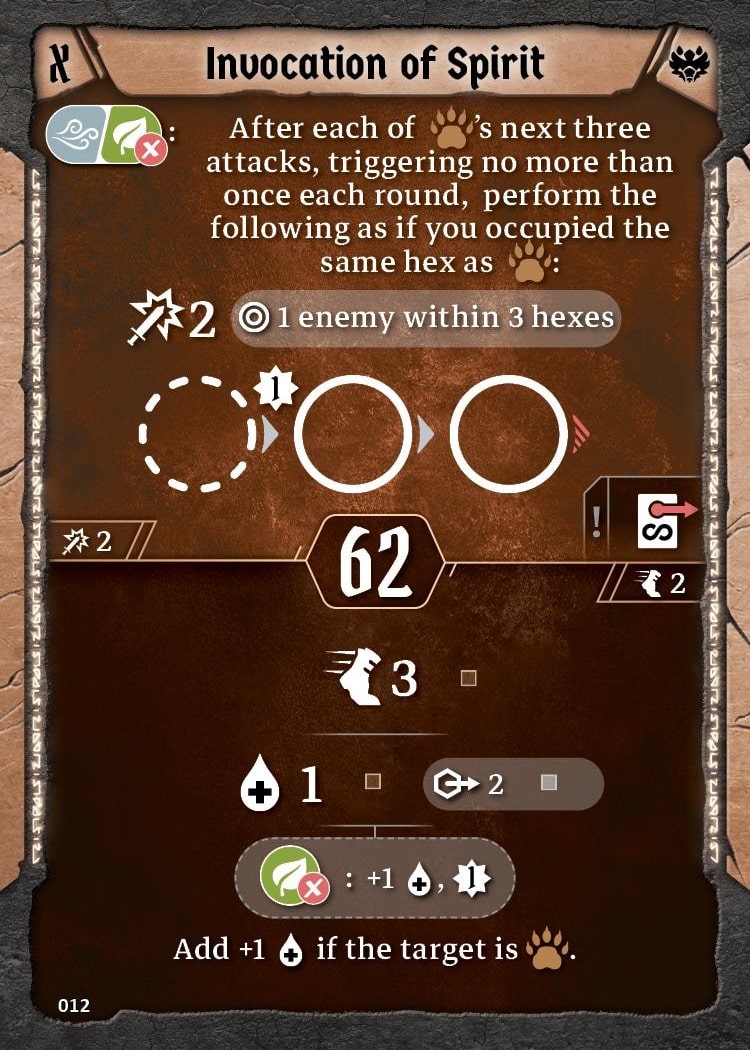 Invocation of Spirit
: After each of 's next three
attacks, triggering no more than
once each round, perform the
following as if you occupied the
same hex as :
2 1 enemy within 3 hexes
1
2
62
2
3
1 2
: +1 , 1
Add +1 if the target is .
012